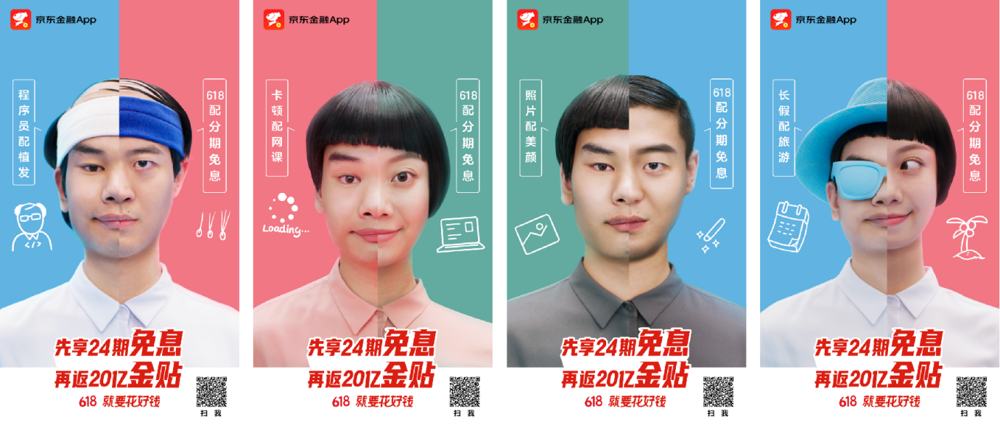 京东金融App
程序员配植发
618配分期免息
</>
先享24期免息
再返20亿金贴
618 就要花好钱
扫我
京东金融App
卡顿配网课
618配分期免息
Loading...
先享24期免息
再返20亿金贴
618 就要花好钱
扫我
京东金融App
照片配美颜
618配分期免息
先享24期免息
再返20亿金贴
618 就要花好钱
扫我
京东金融App
长假配旅游
618配分期免息
先享24期免息
再返20亿金贴
618 就要花好钱
扫我